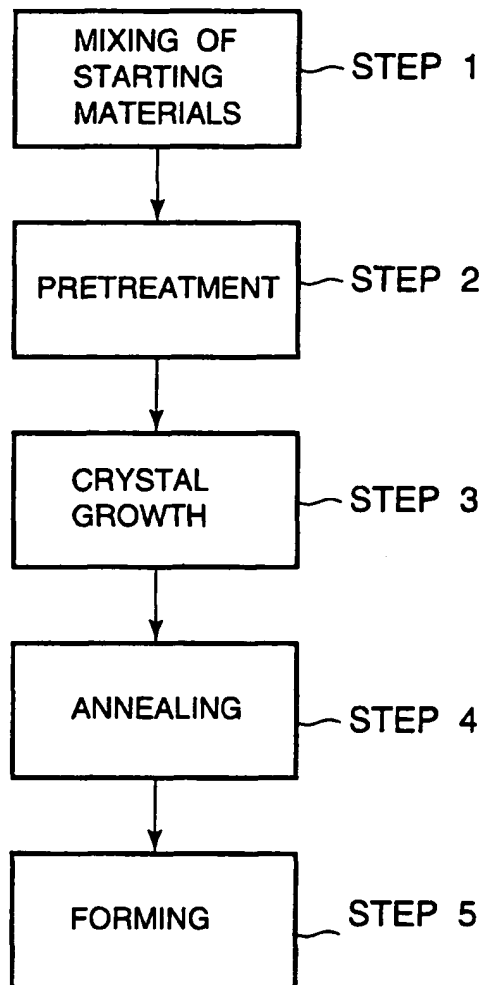 MIXING OF
STARTING
MATERIALS
STEP 1
PRETREATMENT
STEP 2
CRYSTAL
GROWTH
STEP 3
ANNEALING
STEP 4
FORMING
STEP 5